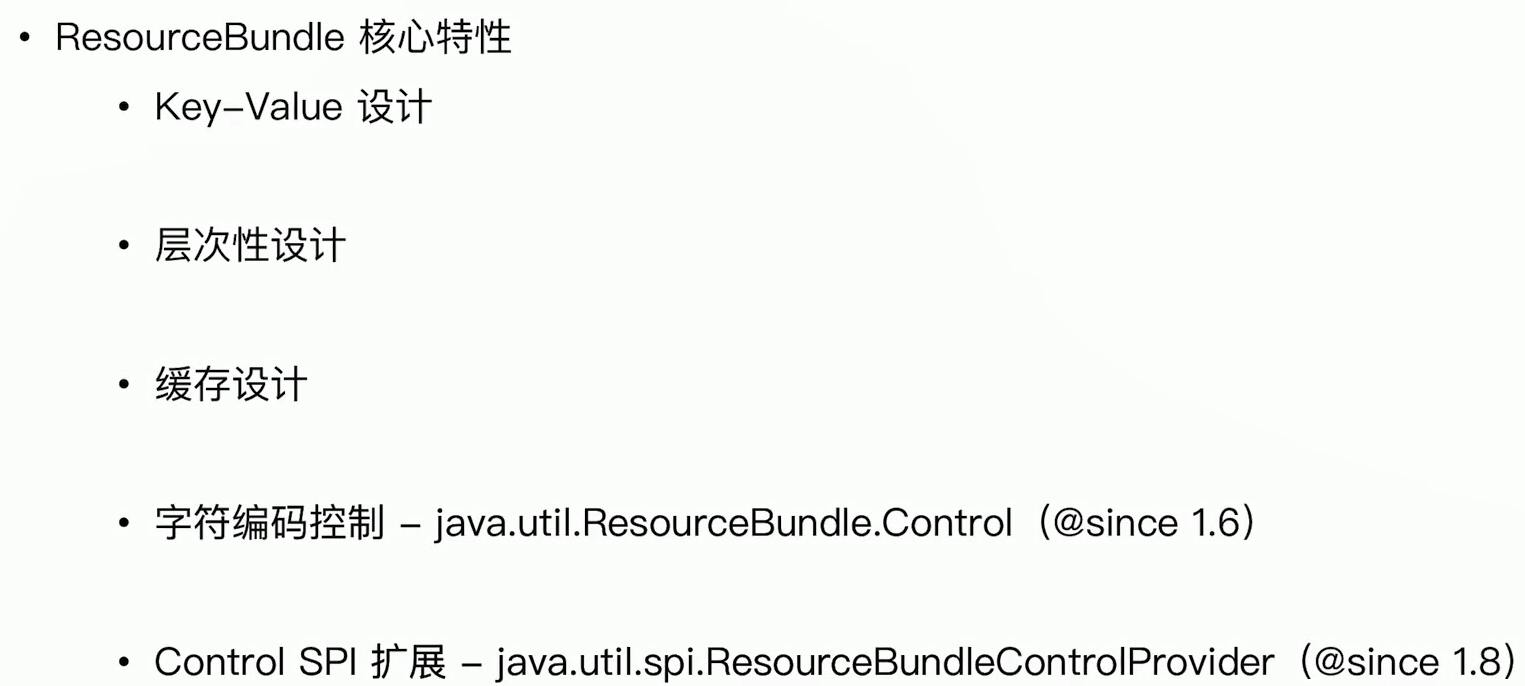 • ResourceBundle 核心特性
• Key-Value 设计
• 层次性设计
• 缓存设计
• 字符编码控制 - java.util.ResourceBundle.Control（@since 1.6）
• Control SPI 扩展 - java.util.spi.ResourceBundleControlProvider（@since 1.8）